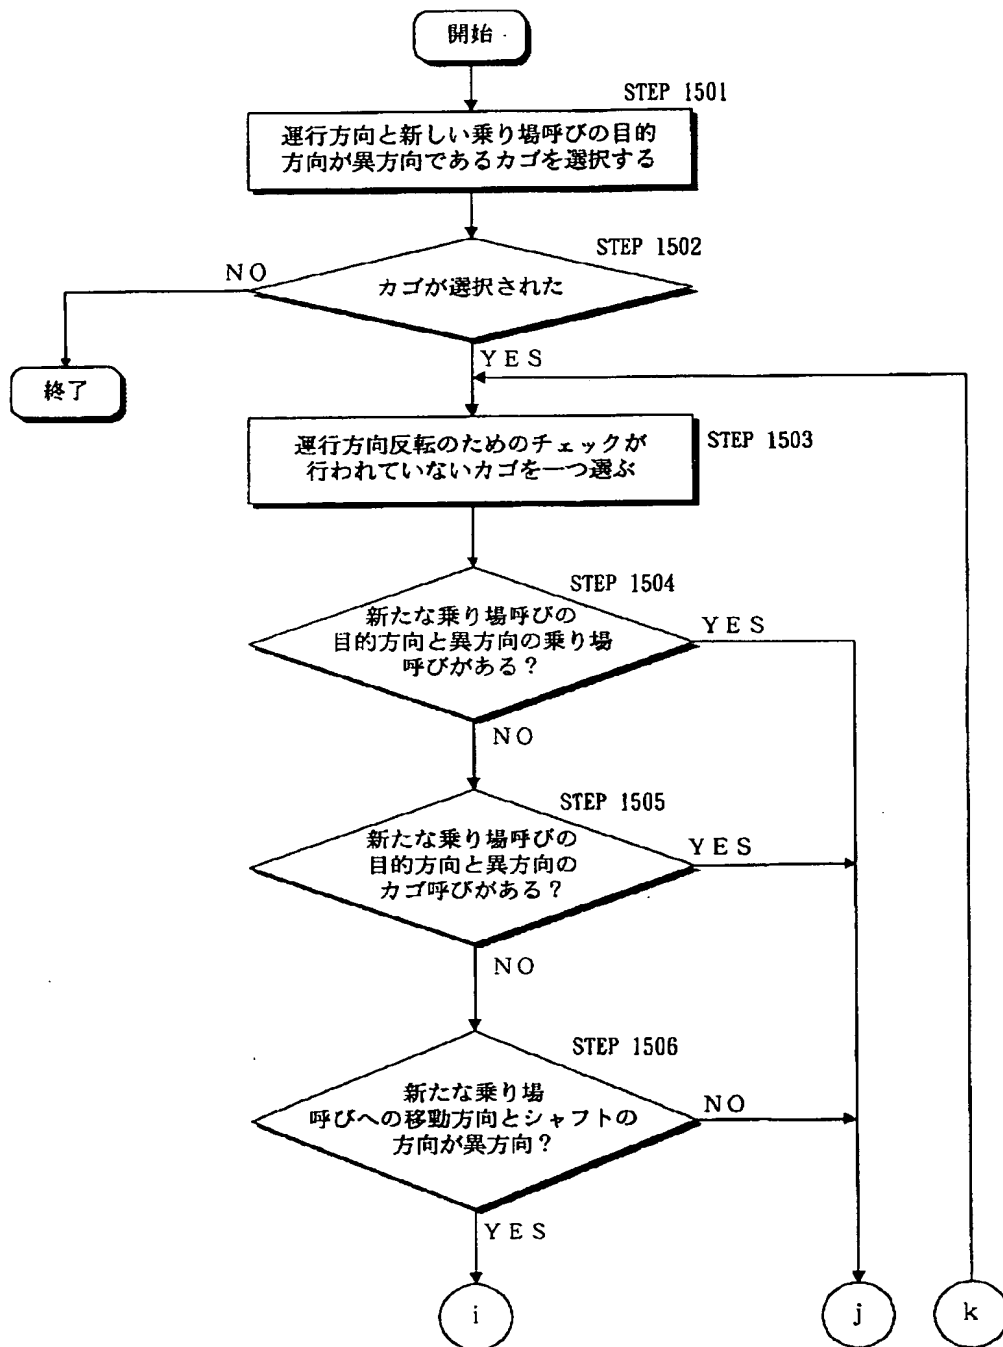 開始
STEP 1501
運行方向と新しい乗り場呼びの目的
方向が異方向であるカゴを選択する
STEP 1502
NO
カゴが選択された
YES
終了
STEP 1503
運行方向反転のためのチェックが
行われていないカゴを一つ選ぶ
STEP 1504
新たな乗り場呼びの
目的方向と異方向の乗り場
呼びがある?
YES
NO
STEP 1505
新たな乗り場呼びの
目的方向と異方向の
カゴ呼びがある?
YES
NO
STEP 1506
新たな乗り場
呼びへの移動方向とシャフトの
方向が異方向?
NO
YES
i
j
k